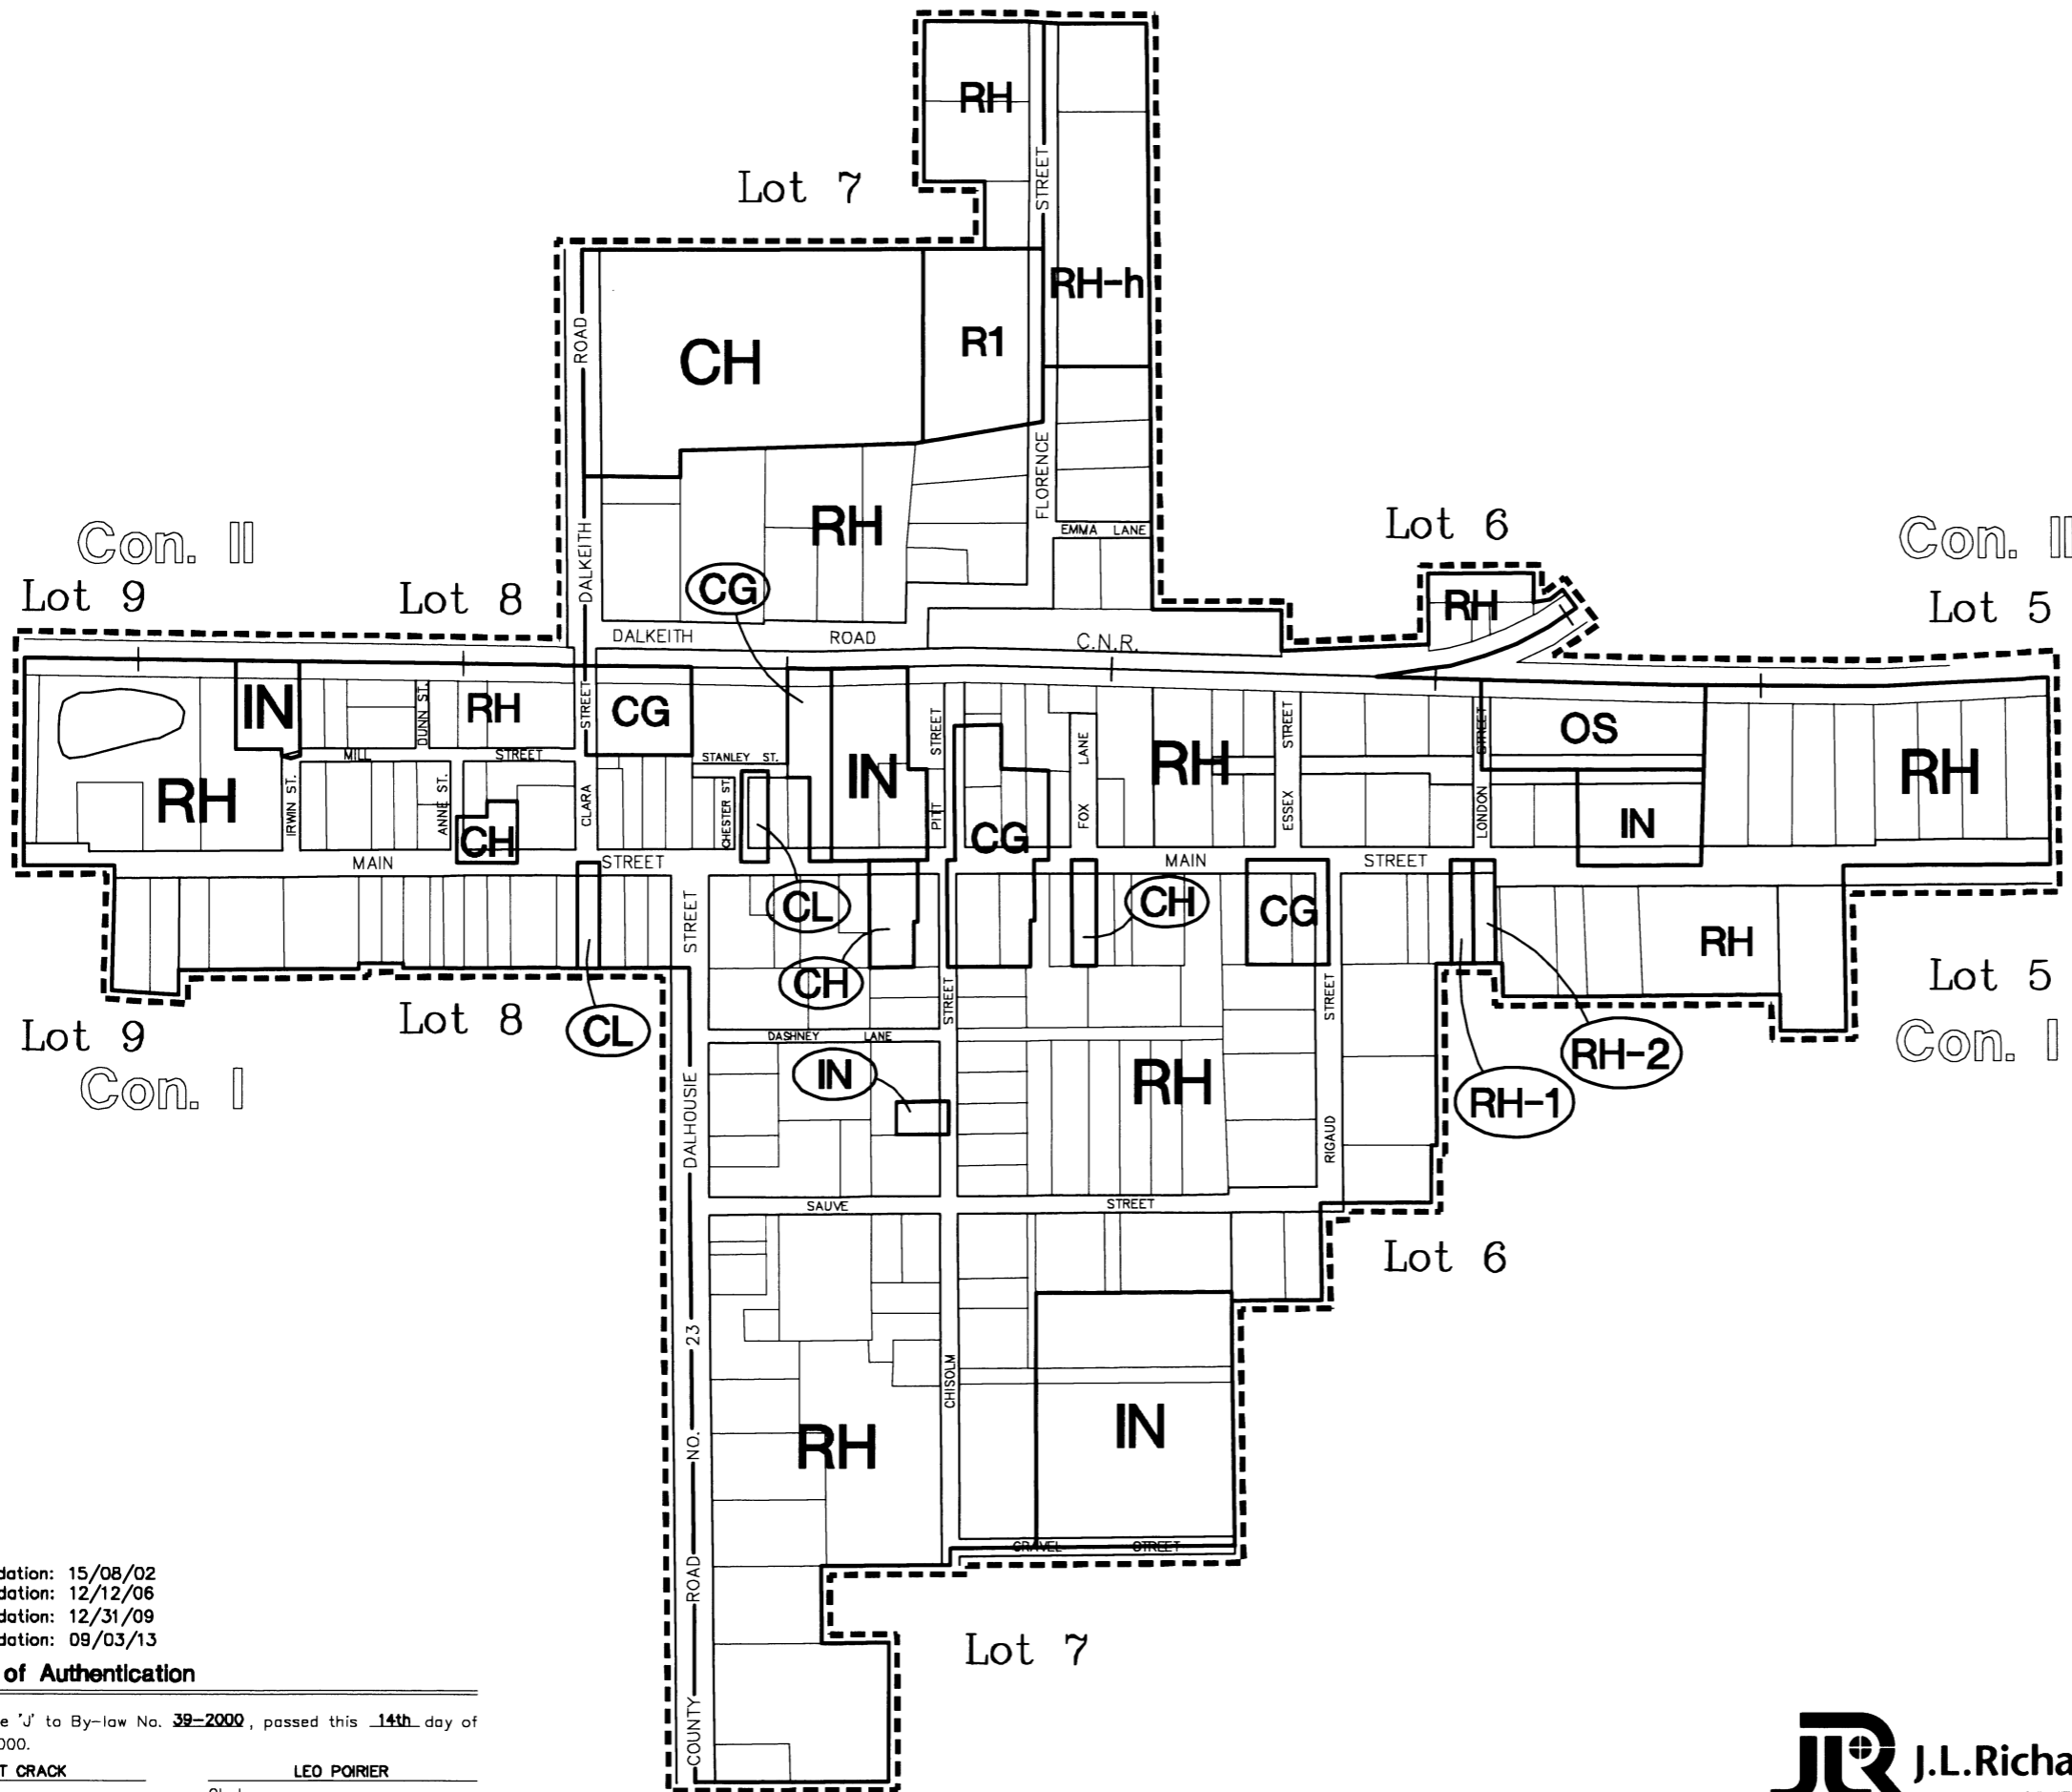 RH
Lot 7
STREET
RH-h
ROAD
CH
R1
FLORENCE
DALKEITH
RH
EMMA LANE
Con. II
Lot 9
Lot 8
CG
Lot 6
RH
Con. II
Lot 5
DALKEITH ROAD
C.N.R.
IN
DUNN ST.
RH
STREET
CG
STREET
LANE
STREET
STREET
OS
MILL STREET
STANLEY ST.
RH
IRWIN ST.
ANNE ST.
CH
CLARA
CHESTER ST.
IN
PITT
CG
FOX
RH
ESSEX
LONDON
IN
RH
MAIN STREET
MAIN STREET
CL
CH
CG
STREET
CH
RH
Lot 9
Lot 8
CL
STREET
STREET
Lot 5
Con. I
Con. I
DASHNEY LANE
IN
RH
RH-2
RH-1
DALHOUSIE
RIGAUD
SAUVE STREET
Lot 6
23
CHISOLM
NO.
RH
IN
GRAVEL STREET
ROAD
COUNTY
Lot 7
dation: 15/08/02
dation: 12/12/06
dation: 12/31/09
dation: 09/03/13
of Authentication
e 'J' to By-law No. 39-2000, passed this 14th day of
000.
T CRACK LEO POIRIER
JLR J.L.Richa